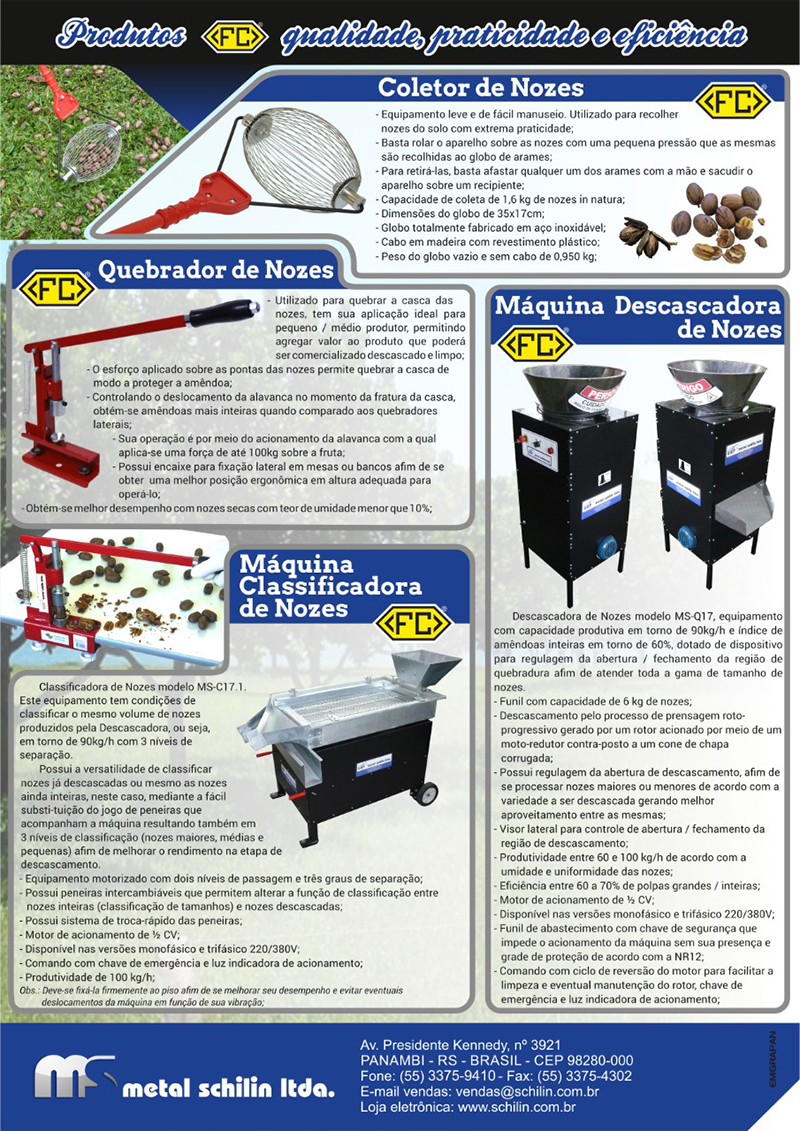 Produtos FC® qualidade, praticidade e eficiência
Coletor de Nozes
FC®
- Equipamento leve e de fácil manuseio. Utilizado para recolher
nozes do solo com extrema praticidade;
- Basta rolar o aparelho sobre as nozes com uma pequena pressão que as mesmas
são recolhidas ao globo de arames;
- Para retirá-las, basta afastar qualquer um dos arames com a mão e sacudir o
aparelho sobre um recipiente;
- Capacidade de coleta de 1,6 kg de nozes in natura;
- Dimensões do globo de 35x17cm;
- Globo totalmente fabricado em aço inoxidável;
- Cabo em madeira com revestimento plástico;
- Peso do globo vazio e sem cabo de 0,950 kg;
Quebrador de Nozes
FC®
- Utilizado para quebrar a casca das
nozes, tem sua aplicação ideal para
pequeno / médio produtor, permitindo
agregar valor ao produto que poderá
ser comercializado descascado e limpo;
- O esforço aplicado sobre as pontas das nozes permite quebrar a casca de
modo a proteger a amêndoa;
- Controlando o deslocamento da alavanca no momento da fratura da casca,
obtém-se amêndoas mais inteiras quando comparado aos quebradores
laterais;
- Sua operação é por meio do acionamento da alavanca com a qual
aplica-se uma força de até 100kg sobre a fruta;
- Possui encaixe para fixação lateral em mesas ou bancos afim de se
obter uma melhor posição ergonômica em altura adequada para
operá-lo;
- Obtém-se melhor desempenho com nozes secas com teor de umidade menor que 10%;
Máquina Descascadora
de Nozes
FC®
PERIGO
CUIDADO
PERIGO
Descascadora de Nozes modelo MS-Q17, equipamento
com capacidade produtiva em torno de 90kg/h e índice de
amêndoas inteiras em torno de 60%, dotado de dispositivo
para regulagem da abertura / fechamento da região de
quebradura afim de atender toda a gama de tamanho de
nozes.
- Funil com capacidade de 6 kg de nozes;
- Descascamento pelo processo de prensagem roto-
progressivo gerado por um rotor acionado por meio de um
moto-redutor contra-posto a um cone de chapa
corrugada;
- Possui regulagem da abertura de descascamento, afim de
se processar nozes maiores ou menores de acordo com a
variedade a ser descascada gerando melhor
aproveitamento entre as mesmas;
- Visor lateral para controle de abertura / fechamento da
região de descascamento;
- Produtividade entre 60 e 100 kg/h de acordo com a
umidade e uniformidade das nozes;
- Eficiência entre 60 a 70% de polpas grandes / inteiras;
- Motor de acionamento de ½ CV;
- Disponível nas versões monofásico e trifásico 220/380V;
- Funil de abastecimento com chave de segurança que
impede o acionamento da máquina sem sua presença e
grade de proteção de acordo com a NR12;
- Comando com ciclo de reversão do motor para facilitar a
limpeza e eventual manutenção do rotor, chave de
emergência e luz indicadora de acionamento;
Máquina
Classificadora
de Nozes
FC®
Classificadora de Nozes modelo MS-C17.1.
Este equipamento tem condições de
classificar o mesmo volume de nozes
produzidos pela Descascadora, ou seja,
em torno de 90kg/h com 3 níveis de
separação.
Possui a versatilidade de classificar
nozes já descascadas ou mesmo as nozes
ainda inteiras, neste caso, mediante a fácil
substi-tuição do jogo de peneiras que
acompanham a máquina resultando também em
3 níveis de classificação (nozes maiores, médias e
pequenas) afim de melhorar o rendimento na etapa de
descascamento.
- Equipamento motorizado com dois níveis de passagem e três graus de separação;
- Possui peneiras intercambiáveis que permitem alterar a função de classificação entre
nozes inteiras (classificação de tamanhos) e nozes descascadas;
- Possui sistema de troca-rápido das peneiras;
- Motor de acionamento de ½ CV;
- Disponível nas versões monofásico e trifásico 220/380V;
- Comando com chave de emergência e luz indicadora de acionamento;
- Produtividade de 100 kg/h;
Obs.: Deve-se fixá-la firmemente ao piso afim de se melhorar seu desempenho e evitar eventuais
deslocamentos da máquina em função de sua vibração;
MS metal schilin ltda.
Av. Presidente Kennedy, nº 3921
PANAMBI - RS - BRASIL - CEP 98280-000
Fone: (55) 3375-9410 - Fax: (55) 3375-4302
E-mail vendas: vendas@schilin.com.br
Loja eletrônica: www.schilin.com.br
EMGRAPAN